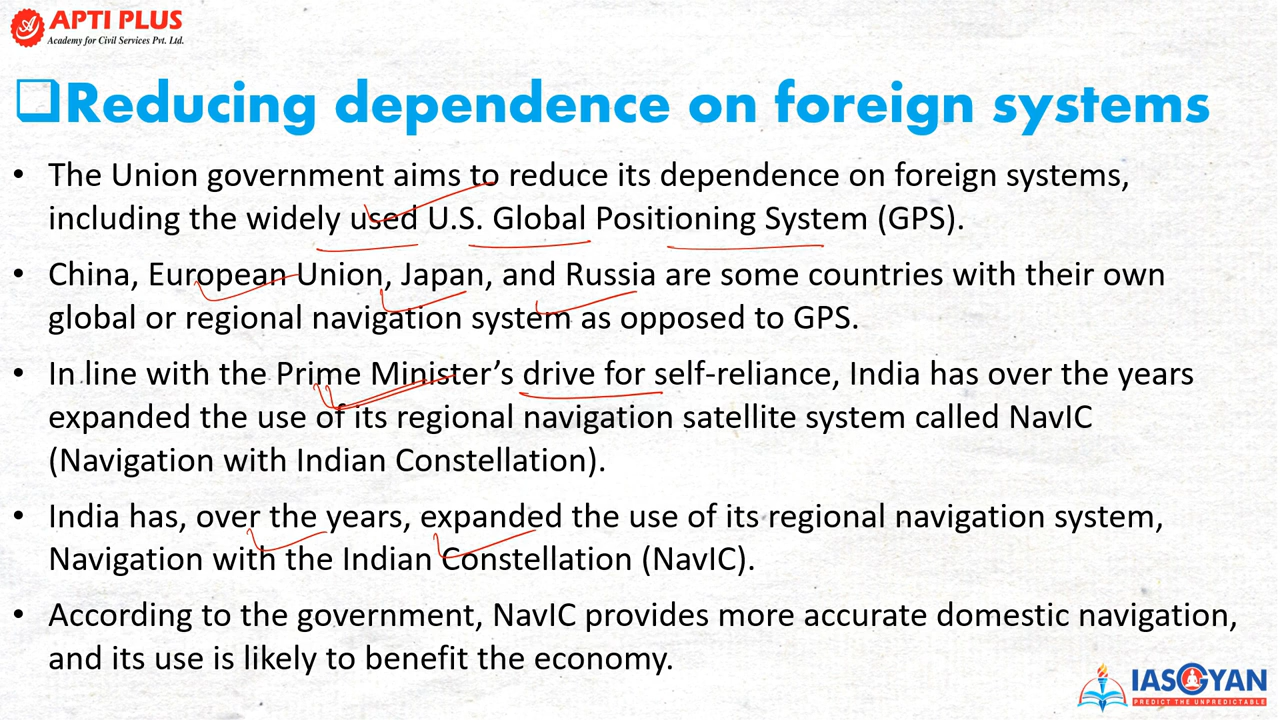 APTI PLUS
Academy for Civil Services Pvt. Ltd.
Reducing dependence on foreign systems
• The Union government aims to reduce its dependence on foreign systems,
including the widely used U.S. Global Positioning System (GPS).
• China, European Union, Japan, and Russia are some countries with their own
global or regional navigation system as opposed to GPS.
• In line with the Prime Minister’s drive for self-reliance, India has over the years
expanded the use of its regional navigation satellite system called NavIC
(Navigation with Indian Constellation).
• India has, over the years, expanded the use of its regional navigation system,
Navigation with the Indian Constellation (NavIC).
• According to the government, NavIC provides more accurate domestic navigation,
and its use is likely to benefit the economy.
IASGYAN
PREDICT THE UNPREDICTABLE